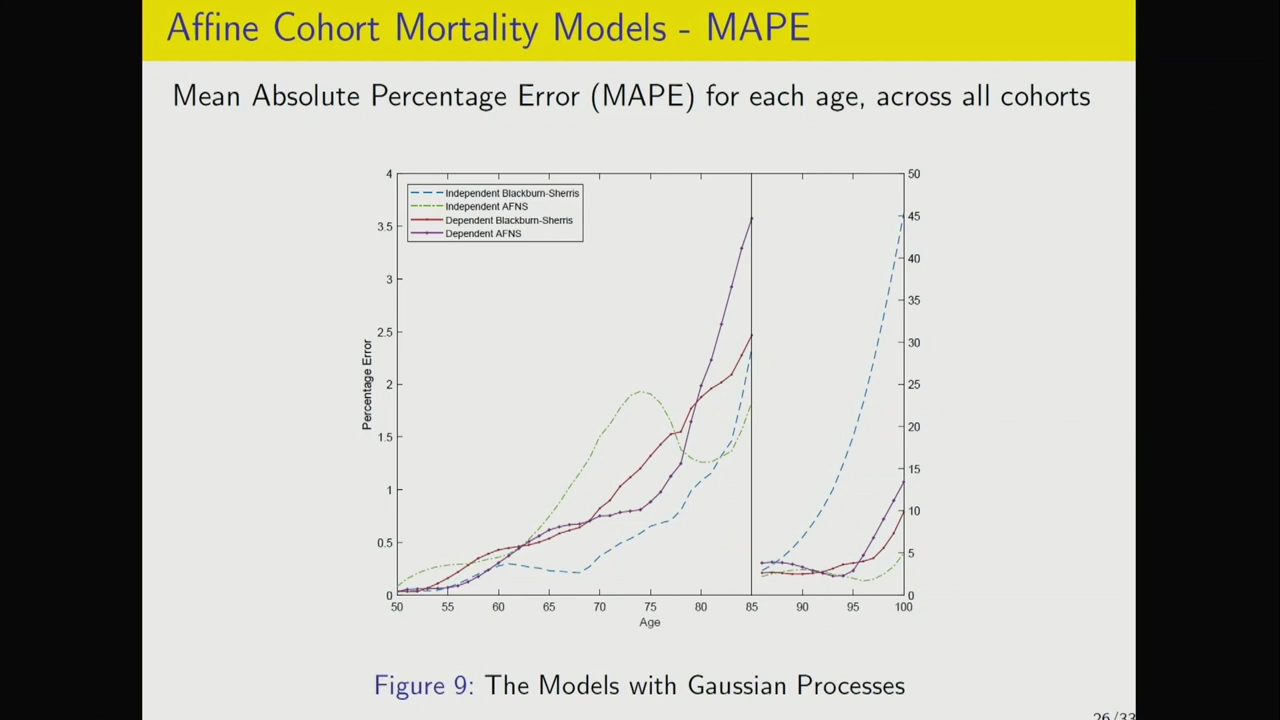 Affine Cohort Mortality Models - MAPE
Mean Absolute Percentage Error (MAPE) for each age, across all cohorts
Independent Blackburn-Sherris
Independent AFNS
Dependent Blackburn-Sherris
Dependent AFNS
4
3.5
3
2.5
2
1.5
1
0.5
0
Percentage Error
50
45
40
35
30
25
20
15
10
5
0
50 55 60 65 70 75 80 85 90 95 100
Age
Figure 9: The Models with Gaussian Processes
26/33